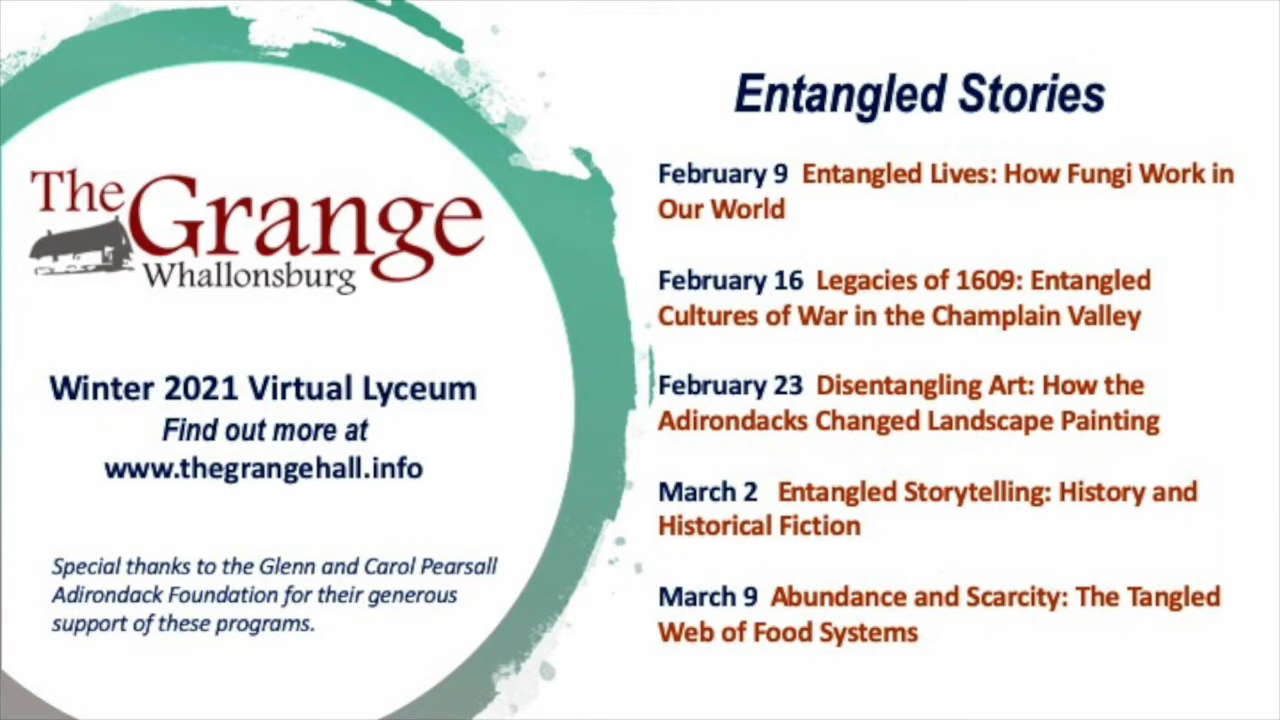 The Grange
Whallonsburg
Winter 2021 Virtual Lyceum
Find out more at
www.thegrangehall.info
Special thanks to the Glenn and Carol Pearsall
Adirondack Foundation for their generous
support of these programs.
Entangled Stories
February 9 Entangled Lives: How Fungi Work in
Our World
February 16 Legacies of 1609: Entangled
Cultures of War in the Champlain Valley
February 23 Disentangling Art: How the
Adirondacks Changed Landscape Painting
March 2 Entangled Storytelling: History and
Historical Fiction
March 9 Abundance and Scarcity: The Tangled
Web of Food Systems